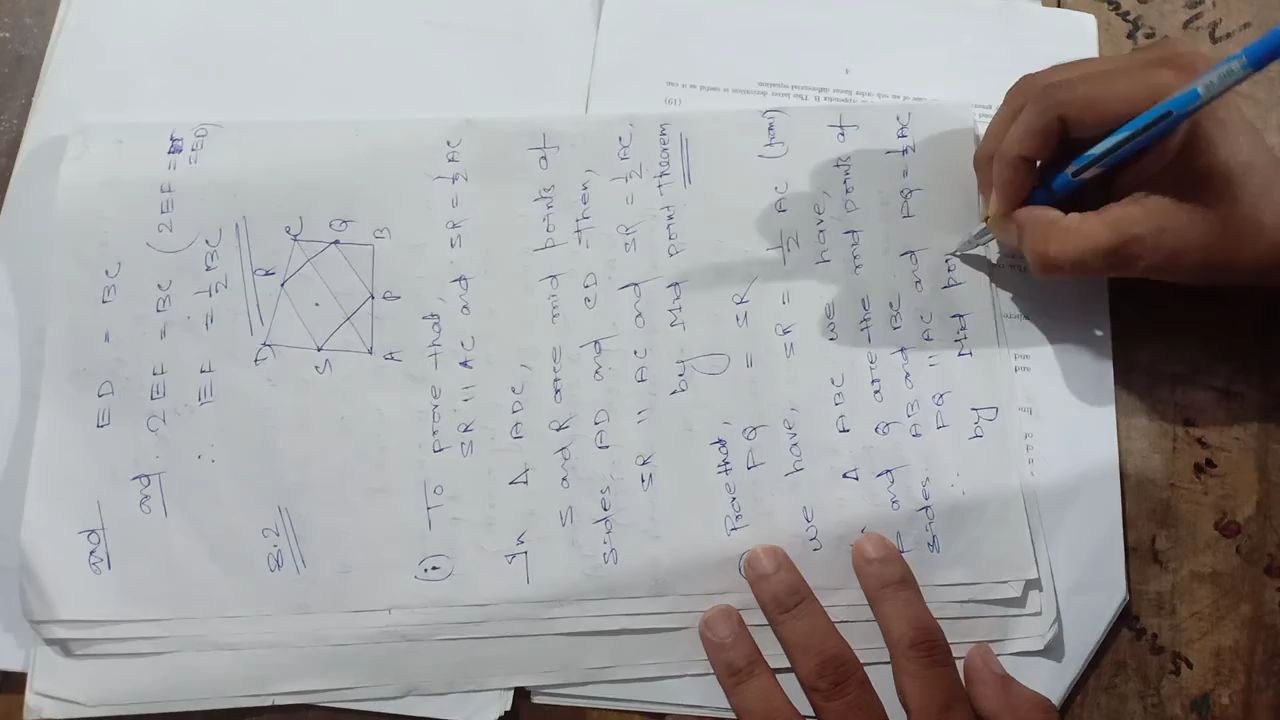 and ED = BC
and 2EF = BC (2EF = ED)
∴ EF = 1/2 BC
8.2
D R C
S Q
A P B
(i) To prove that,
SR || AC and SR = 1/2 AC
In Δ ADC,
S and R are mid points of
sides, AD and CD then,
SR || AC and SR = 1/2 AC,
by Mid point theorem
Prove that,
PQ = SR
we have, SR = 1/2 AC (from)
Δ ABC we have,
P and Q are the mid points of
sides AB and BC
PQ || AC and PQ = 1/2 AC
∴ by Mid poin
4
(19)